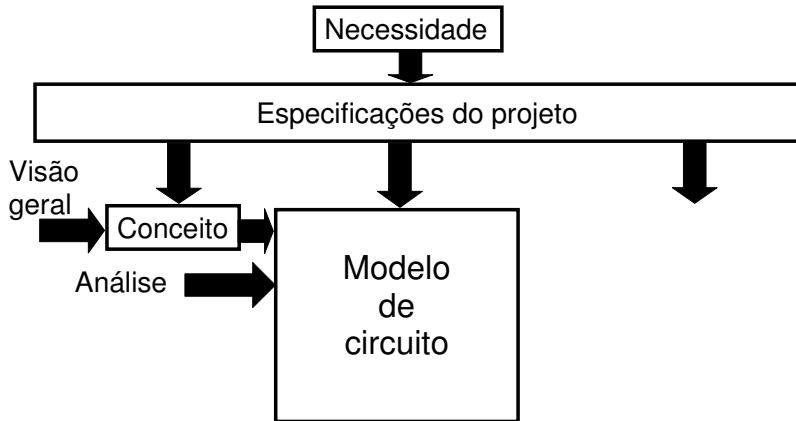 Necessidade
Especificações do projeto
Visão
geral
Conceito
Análise
Modelo
de
circuito